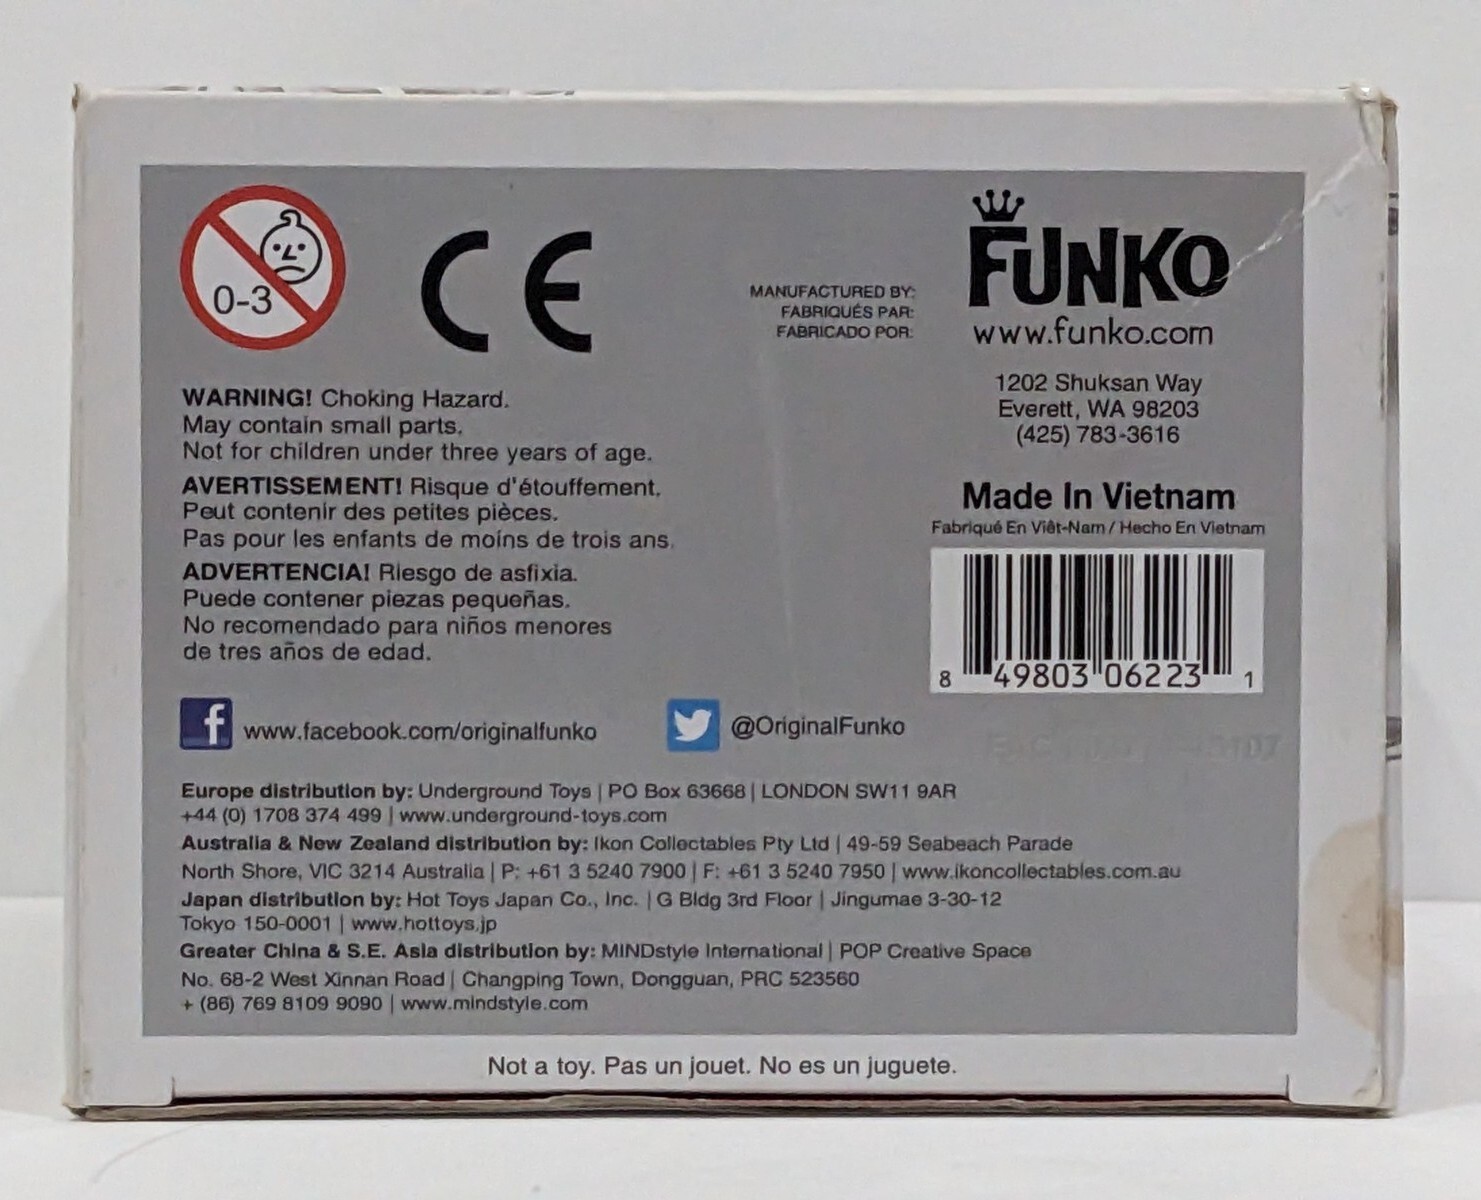 0-3
CE
MANUFACTURED BY:
FABRIQUÉS PAR:
FABRICADO POR:
FUNKO
www.funko.com
1202 Shuksan Way
Everett, WA 98203
(425) 783-3616
Made In Vietnam
Fabriqué En Viêt-Nam / Hecho En Vietnam
8 49803 06223 1
WARNING! Choking Hazard.
May contain small parts.
Not for children under three years of age.
AVERTISSEMENT! Risque d'étouffement.
Peut contenir des petites pièces.
Pas pour les enfants de moins de trois ans.
ADVERTENCIA! Riesgo de asfixia.
Puede contener piezas pequeñas.
No recomendado para niños menores
de tres años de edad.
f www.facebook.com/originalfunko
@OriginalFunko
Europe distribution by: Underground Toys | PO Box 63668 | LONDON SW11 9AR
+44 (0) 1708 374 499 | www.underground-toys.com
Australia & New Zealand distribution by: Ikon Collectables Pty Ltd | 49-59 Seabeach Parade
North Shore, VIC 3214 Australia | P: +61 3 5240 7900 | F: +61 3 5240 7950 | www.ikoncollectables.com.au
Japan distribution by: Hot Toys Japan Co., Inc. | G Bldg 3rd Floor | Jingumae 3-30-12
Tokyo 150-0001 | www.hottoys.jp
Greater China & S.E. Asia distribution by: MINDstyle International | POP Creative Space
No. 68-2 West Xinnan Road | Changping Town, Dongguan, PRC 523560
+ (86) 769 8109 9090 | www.mindstyle.com
Not a toy. Pas un jouet. No es un juguete.